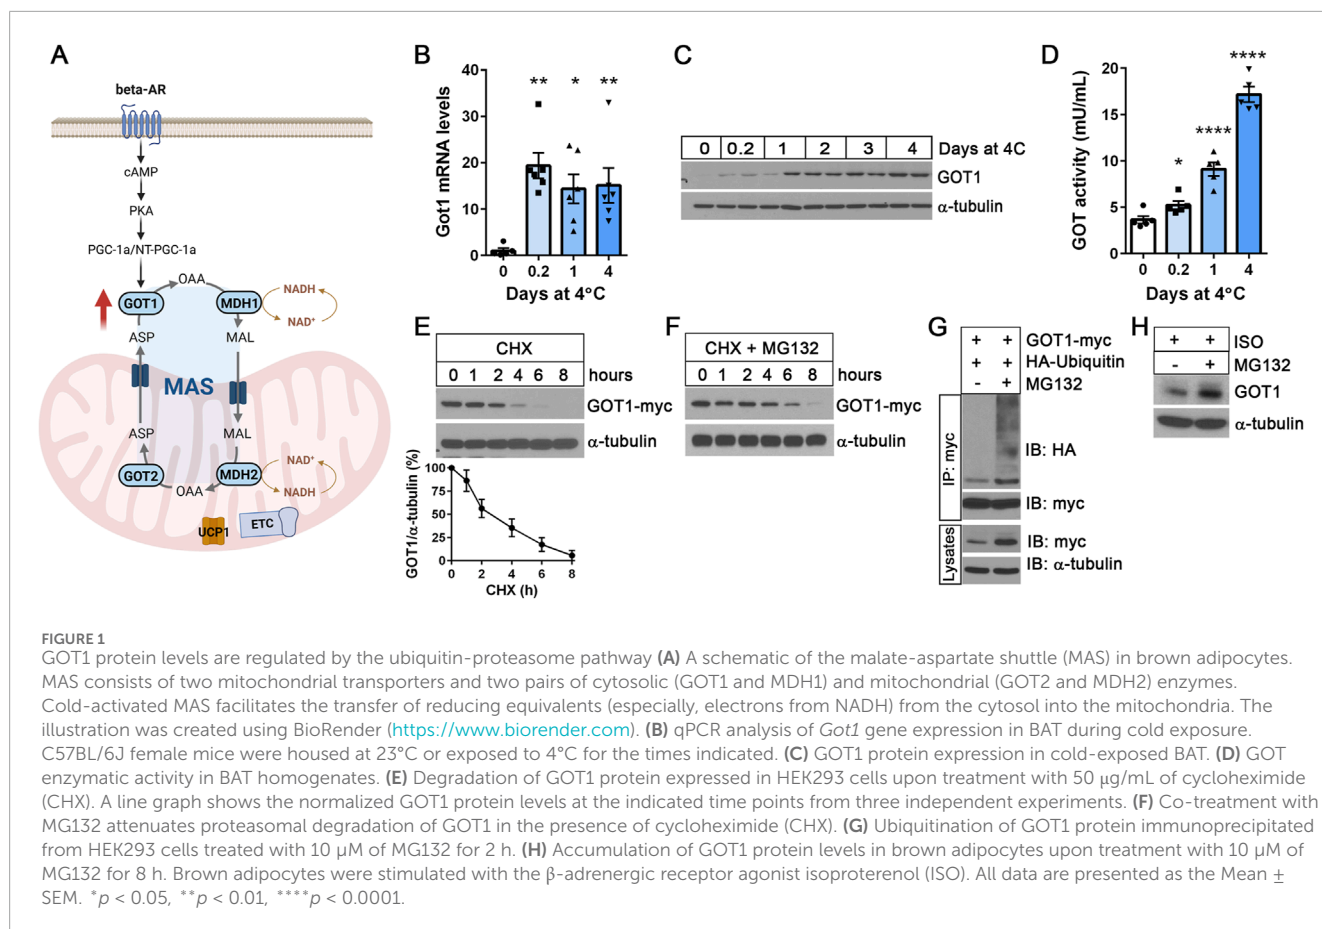 A
beta-AR
cAMP
PKA
PGC-1a/NT-PGC-1a
OAA
GOT1
MDH1
NADH
NAD⁺
ASP
MAL
MAS
ASP
MAL
GOT2
MDH2
NAD⁺
NADH
OAA
UCP1
ETC
B
Got1 mRNA levels
40
30
20
10
0
** * **
0 0.2 1 4
Days at 4°C
C
0 0.2 1 2 3 4 Days at 4C
GOT1
α-tubulin
D
GOT activity (mU/mL)
20
15
10
5
0
* **** ****
0 0.2 1 4
Days at 4°C
E
CHX
0 1 2 4 6 8 hours
GOT1-myc
α-tubulin
GOT1/α-tubulin (%)
100
75
50
25
0
0 2 4 6 8
CHX (h)
F
CHX + MG132
0 1 2 4 6 8 hours
GOT1-myc
α-tubulin
G
+ + GOT1-myc
+ + HA-Ubiquitin
- + MG132
IP: myc
IB: HA
IB: myc
Lysates
IB: myc
IB: α-tubulin
H
+ + ISO
- + MG132
GOT1
α-tubulin
FIGURE 1
GOT1 protein levels are regulated by the ubiquitin-proteasome pathway (A) A schematic of the malate-aspartate shuttle (MAS) in brown adipocytes.
MAS consists of two mitochondrial transporters and two pairs of cytosolic (GOT1 and MDH1) and mitochondrial (GOT2 and MDH2) enzymes.
Cold-activated MAS facilitates the transfer of reducing equivalents (especially, electrons from NADH) from the cytosol into the mitochondria. The
illustration was created using BioRender (https://www.biorender.com). (B) qPCR analysis of Got1 gene expression in BAT during cold exposure.
C57BL/6J female mice were housed at 23°C or exposed to 4°C for the times indicated. (C) GOT1 protein expression in cold-exposed BAT. (D) GOT
enzymatic activity in BAT homogenates. (E) Degradation of GOT1 protein expressed in HEK293 cells upon treatment with 50 μg/mL of cycloheximide
(CHX). A line graph shows the normalized GOT1 protein levels at the indicated time points from three independent experiments. (F) Co-treatment with
MG132 attenuates proteasomal degradation of GOT1 in the presence of cycloheximide (CHX). (G) Ubiquitination of GOT1 protein immunoprecipitated
from HEK293 cells treated with 10 μM of MG132 for 2 h. (H) Accumulation of GOT1 protein levels in brown adipocytes upon treatment with 10 μM of
MG132 for 8 h. Brown adipocytes were stimulated with the β-adrenergic receptor agonist isoproterenol (ISO). All data are presented as the Mean ±
SEM. *p < 0.05, **p < 0.01, ****p < 0.0001.